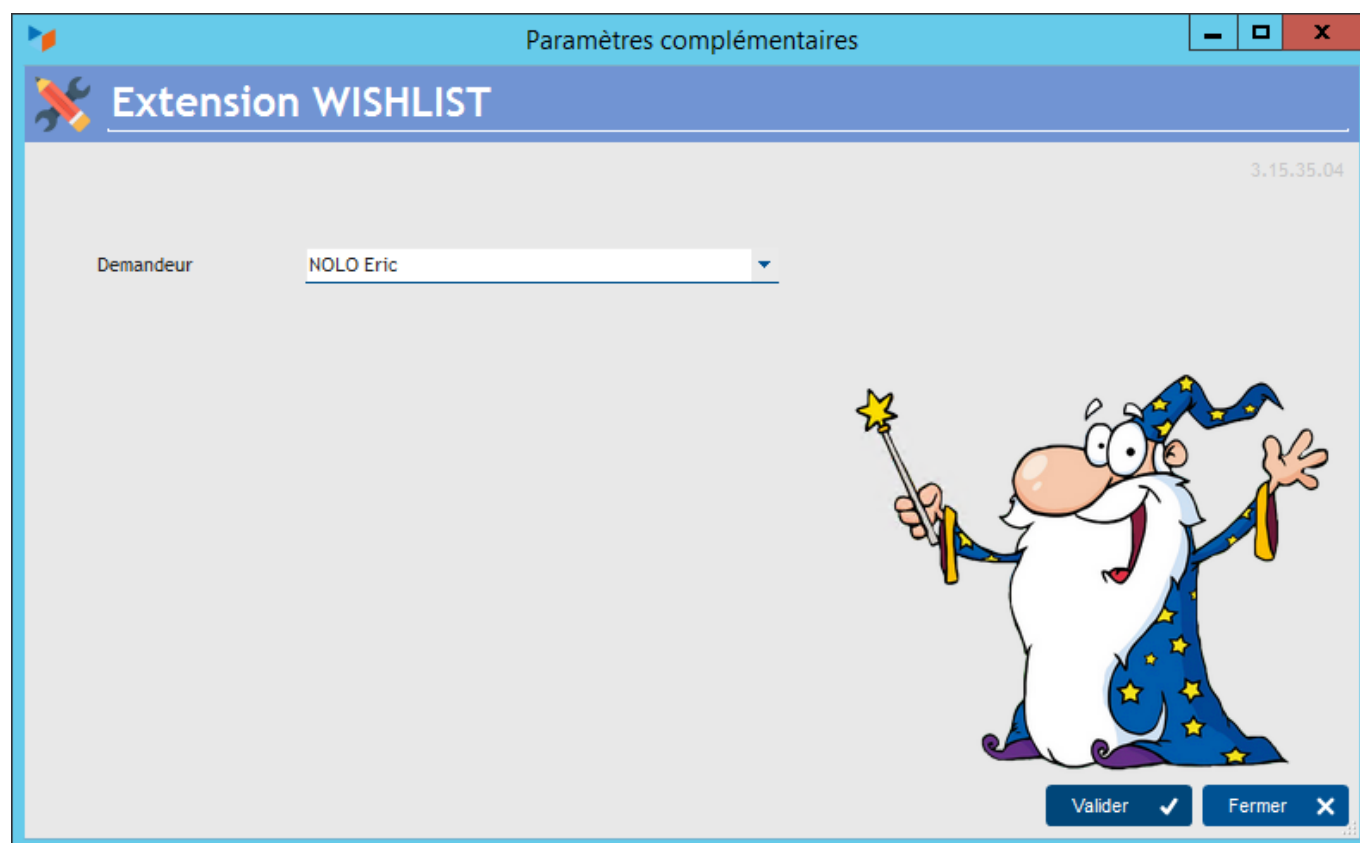 Paramètres complémentaires
Extension WISHLIST
3.15.35.04
Demandeur NOLO Eric
Valider Fermer